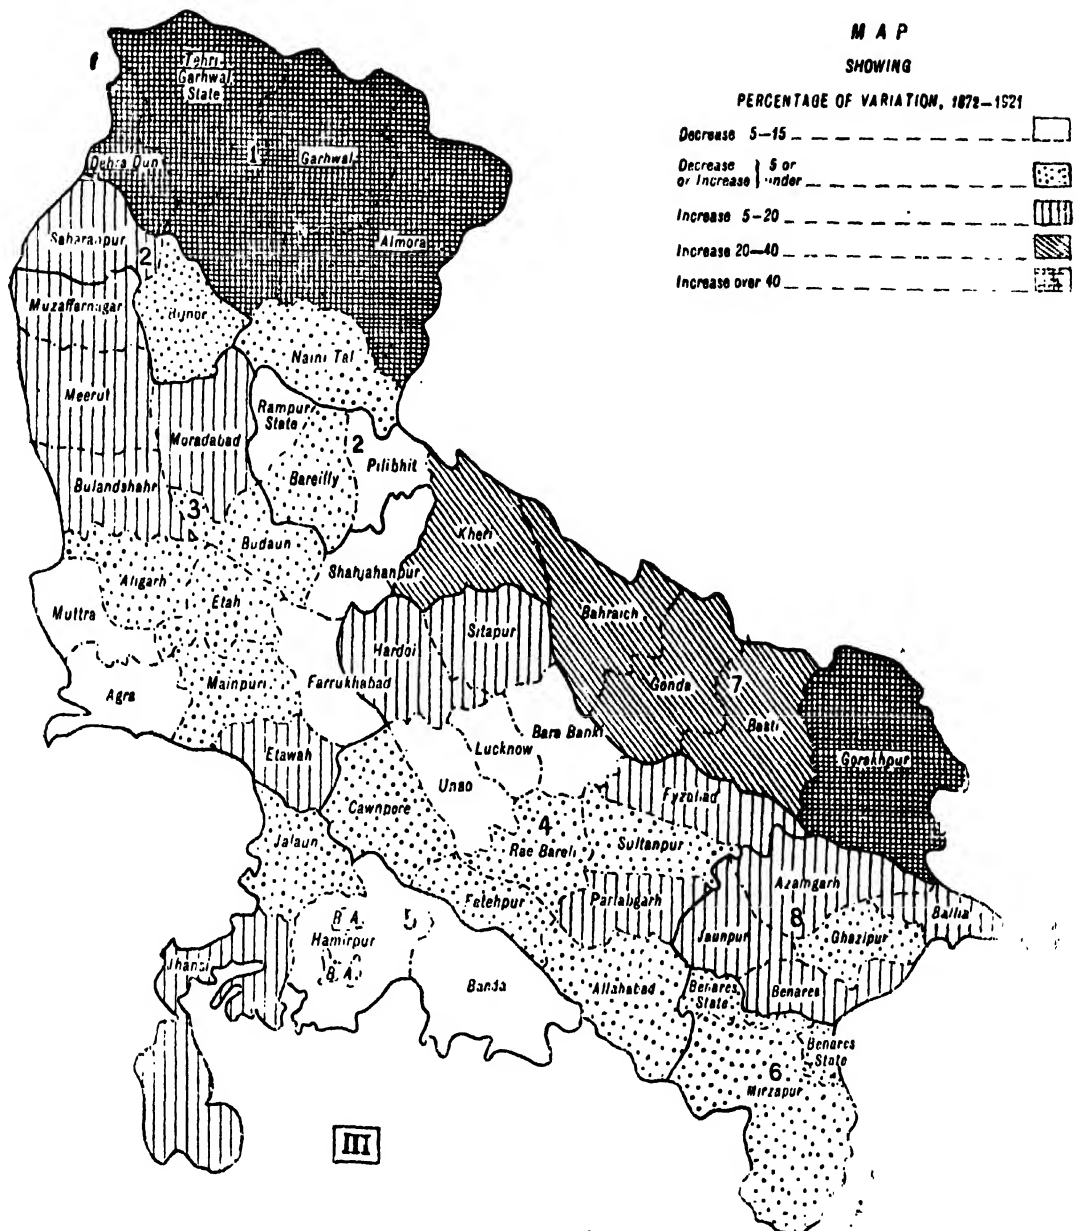 MAP
SHOWING
PERCENTAGE OF VARIATION, 1872–1921
Decrease 5–15
Decrease or Increase } 5 or under
Increase 5–20
Increase 20–40
Increase over 40
Tehri-
Garhwal
State
1
Garhwal
Dehra Dun
Almora
Saharanpur
2
Muzaffarnagar
Bijnor
Naini Tal
Meerut
Rampur
State
Moradabad
2
Pilibhit
Bareilly
Bulandshahr
3
Budaun
Kheri
Shahjahanpur
Aligarh
Etah
Muttra
Bahraich
Sitapur
Hardoi
Mainpuri
Farrukhabad
Agra
Gonda
7
Basti
Bara Banki
Lucknow
Etawah
Gorakhpur
Unao
Fyzabad
Cawnpore
4
Jalaun
Rae Bareli
Sultanpur
Azamgarh
Fatehpur
Partabgarh
Ballia
B.A.
5
8
Hamirpur
Jaunpur
Ghazipur
Jhansi
B.A.
Banda
Allahabad
Benares
State
Benares
Benares
State
6
Mirzapur
III